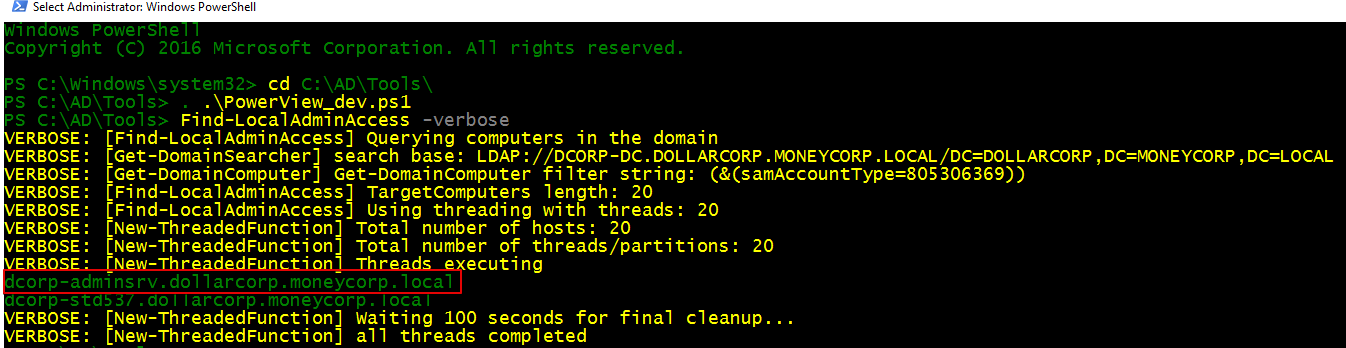 Select Administrator: Windows PowerShell
Windows PowerShell
Copyright (C) 2016 Microsoft Corporation. All rights reserved.
PS C:\Windows\system32> cd C:\AD\Tools\
PS C:\AD\Tools> . .\PowerView_dev.ps1
PS C:\AD\Tools> Find-LocalAdminAccess -verbose
VERBOSE: [Find-LocalAdminAccess] Querying computers in the domain
VERBOSE: [Get-DomainSearcher] search base: LDAP://DCORP-DC.DOLLARCORP.MONEYCORP.LOCAL/DC=DOLLARCORP,DC=MONEYCORP,DC=LOCAL
VERBOSE: [Get-DomainComputer] Get-DomainComputer filter string: (&(samAccountType=805306369))
VERBOSE: [Find-LocalAdminAccess] TargetComputers length: 20
VERBOSE: [Find-LocalAdminAccess] Using threading with threads: 20
VERBOSE: [New-ThreadedFunction] Total number of hosts: 20
VERBOSE: [New-ThreadedFunction] Total number of threads/partitions: 20
VERBOSE: [New-ThreadedFunction] Threads executing
dcorp-adminsrv.dollarcorp.moneycorp.local
dcorp-std537.dollarcorp.moneycorp.local
VERBOSE: [New-ThreadedFunction] Waiting 100 seconds for final cleanup...
VERBOSE: [New-ThreadedFunction] all threads completed